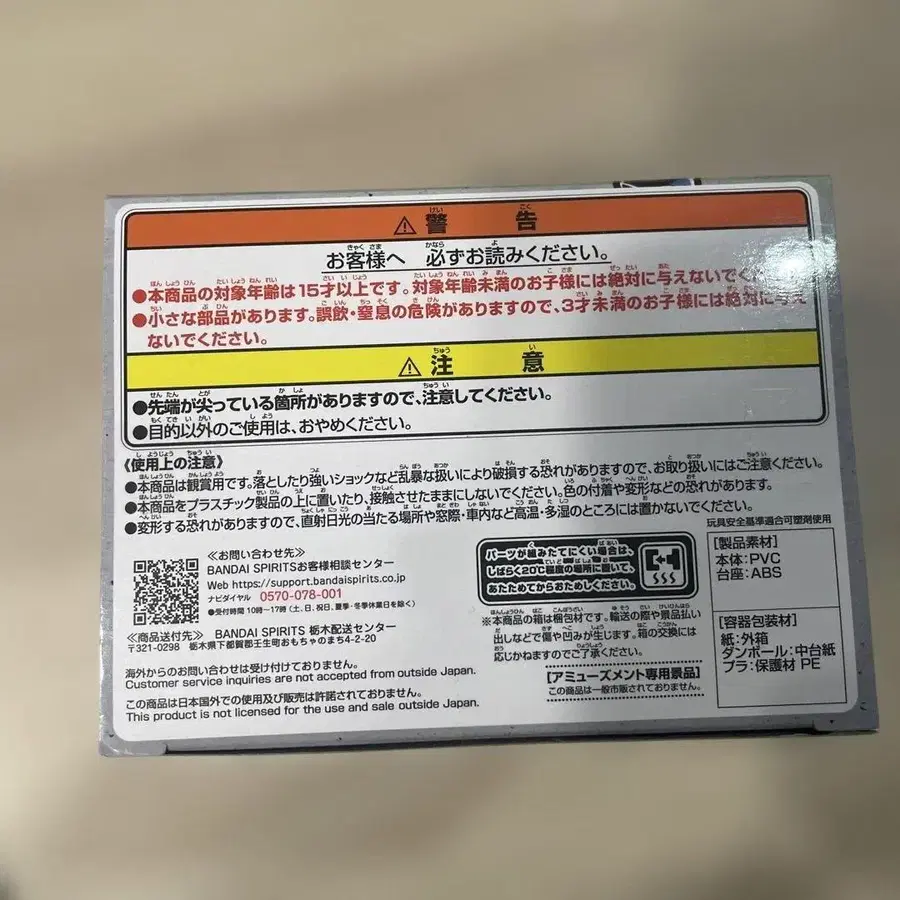 ⚠警告
お客様へ 必ずお読みください。
●本商品の対象年齢は15才以上です。対象年齢未満のお子様には絶対に与えないでく
●小さな部品があります。誤飲・窒息の危険がありますので、3才未満のお子様には絶対に与え
ないでください。
⚠注意
●先端が尖っている箇所がありますので、注意してください。
●目的以外のご使用は、おやめください。
《使用上の注意》
●本商品は観賞用です。落としたり強いショックなど乱暴な扱いにより破損する恐れがありますので、お取り扱いにはご注意ください。
●本商品をプラスチック製品の上に置いたり、接触させたままにしないでください。色の付着や変形などの恐れがあります。
●変形する恐れがありますので、直射日光の当たる場所や窓際・車内など高温・多湿のところには置かないでください。
玩具安全基準適合可塑剤使用
≪お問い合わせ先≫
BANDAI SPIRITSお客様相談センター
Web https://support.bandaispirits.co.jp
ナビダイヤル 0570-078-001
●受付時間 10時〜17時(土、日、祝日、夏季・冬季休業日を除く)
≪商品送付先≫ BANDAI SPIRITS 栃木配送センター
〒321-0298 栃木県下都賀郡壬生町おもちゃのまち4-2-20
海外からのお問い合わせは受け付けていません。
Customer service inquiries are not accepted from outside Japan.
この商品は日本国外での使用及び販売は許諾されておりません。
This product is not licensed for the use and sale outside Japan.
パーツが組みたてにくい場合は、
しばらく20℃程度の場所に置いて、
あたためてからおためしください。
※本商品の箱は梱包材です。輸送の際や景品払い
出しなどで傷や凹みが生じます。箱の交換には
応じかねますのでご了承ください。
[アミューズメント専用景品]
この商品は一般市販されておりません。
[製品素材]
本体:PVC
台座:ABS
[容器包装材]
紙:外箱
ダンボール:中台紙
プラ:保護材 PE